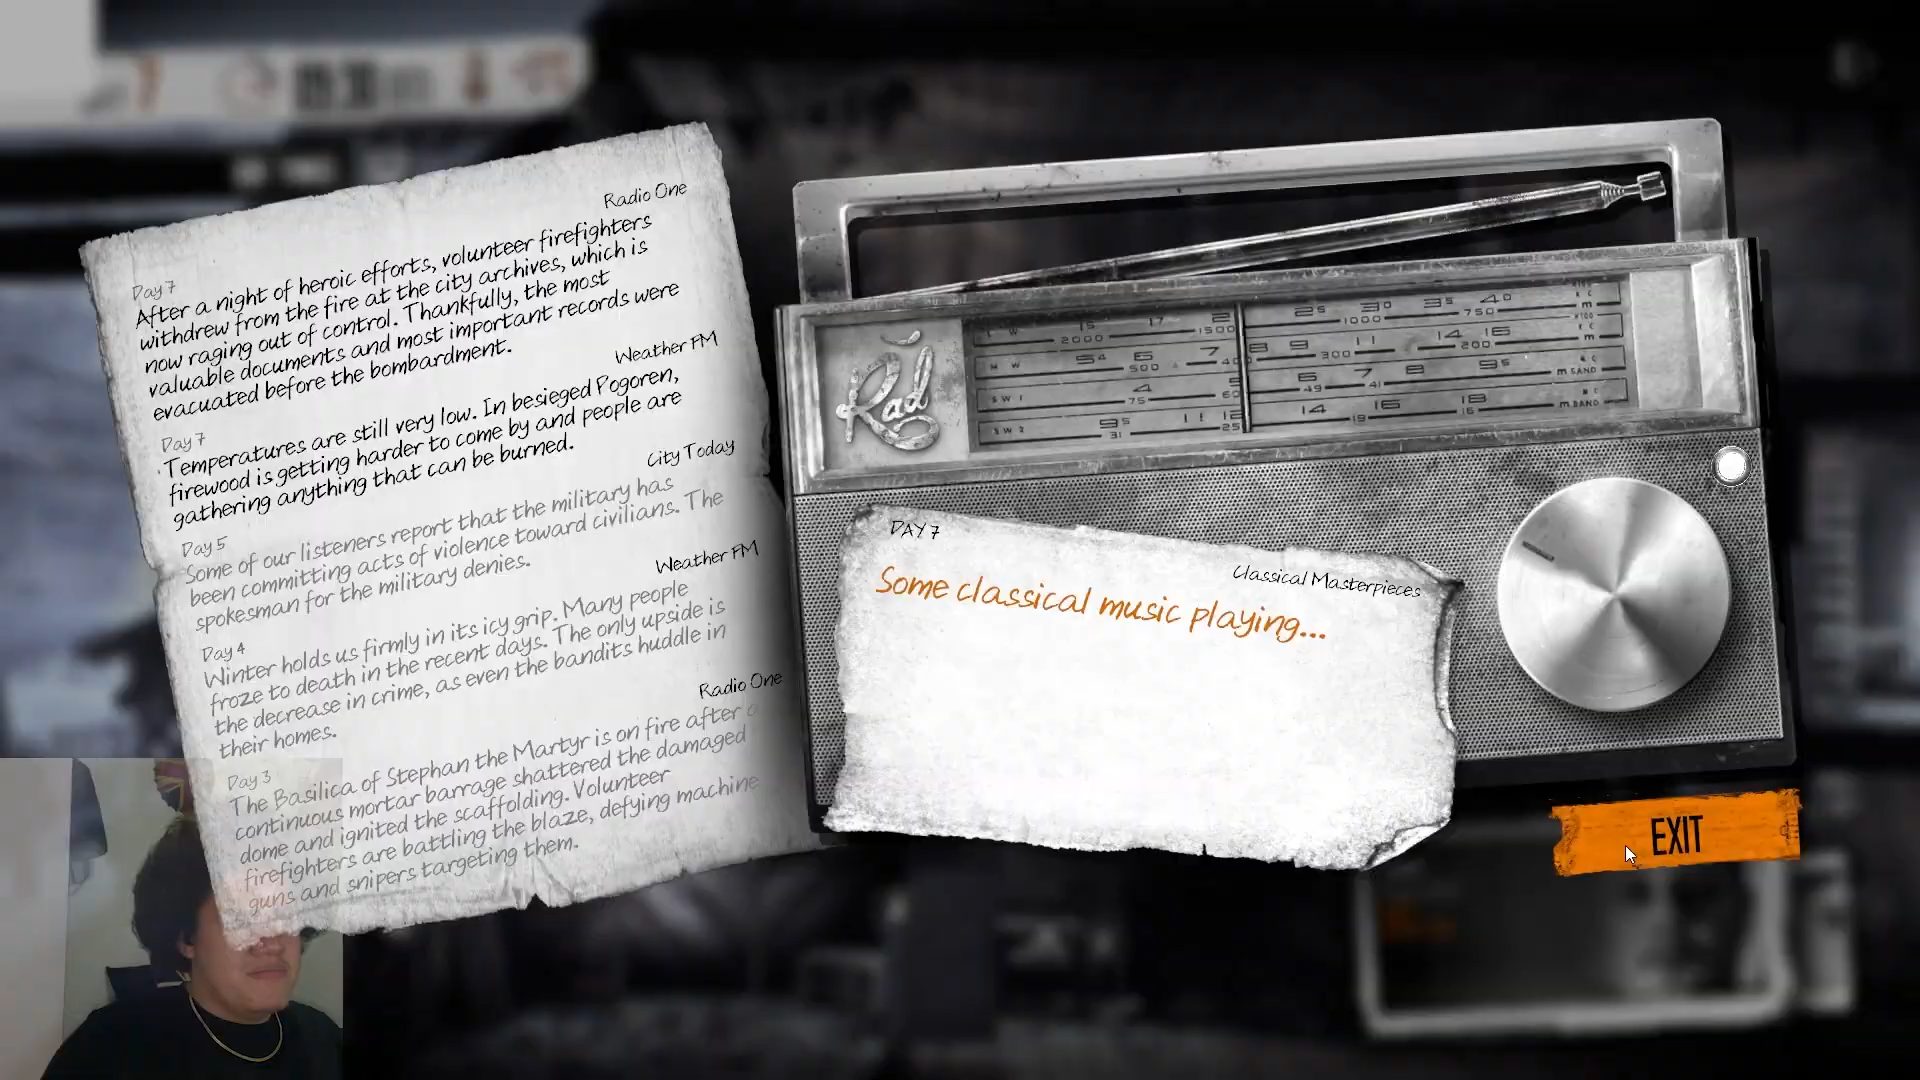 Radio One
Day 7
After a night of heroic efforts, volunteer firefighters
withdrew from the fire at the city archives, which is
now raging out of control. Thankfully, the most
valuable documents and most important records were
evacuated before the bombardment.
Weather FM
Day 7
Temperatures are still very low. In besieged Pogoren,
firewood is getting harder to come by and people are
gathering anything that can be burned.
City Today
Day 5
Some of our listeners report that the military has
been committing acts of violence toward civilians. The
spokesman for the military denies.
Weather FM
Day 4
Winter holds us firmly in its icy grip. Many people
froze to death in the recent days. The only upside is
the decrease in crime, as even the bandits huddle in
their homes.
Radio One
Day 3
The Basilica of Stephan the Martyr is on fire after a
continuous mortar barrage shattered the damaged
dome and ignited the scaffolding. Volunteer
firefighters are battling the blaze, defying machine
guns and snipers targeting them.
Rad
DAY 7
Classical Masterpieces
Some classical music playing...
EXIT